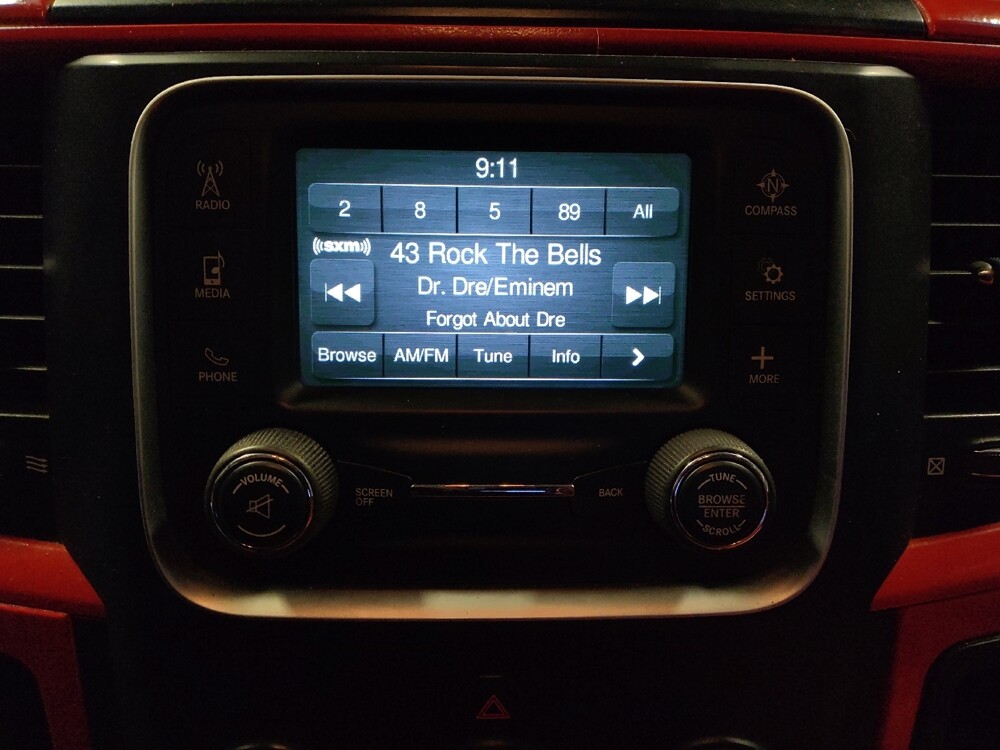 9:11
2 8 5 89 All
((sxm))
43 Rock The Bells
Dr. Dre/Eminem
Forgot About Dre
Browse AM/FM Tune Info
RADIO
MEDIA
PHONE
N
COMPASS
SETTINGS
MORE
VOLUME
SCREEN
OFF
BACK
TUNE
BROWSE
ENTER
SCROLL